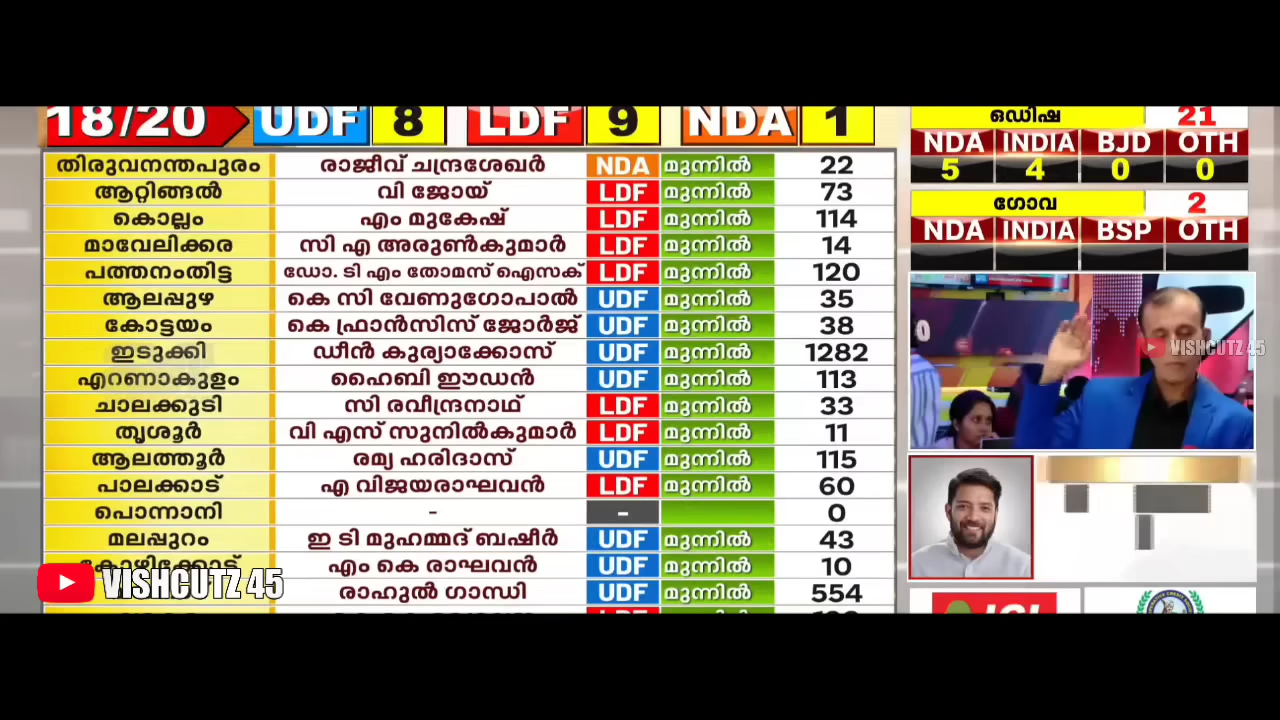 18/20 UDF 8 LDF 9 NDA 1
തിരുവനന്തപുരം രാജീവ് ചന്ദ്രശേഖർ NDA മുന്നിൽ 22
ആറ്റിങ്ങൽ വി ജോയ് LDF മുന്നിൽ 73
കൊല്ലം എം മുകേഷ് LDF മുന്നിൽ 114
മാവേലിക്കര സി എ അരുൺകുമാർ LDF മുന്നിൽ 14
പത്തനംതിട്ട ഡോ. ടി എം തോമസ് ഐസക് LDF മുന്നിൽ 120
ആലപ്പുഴ കെ സി വേണുഗോപാൽ UDF മുന്നിൽ 35
കോട്ടയം കെ ഫ്രാൻസിസ് ജോർജ് UDF മുന്നിൽ 38
ഇടുക്കി ഡീൻ കുര്യാക്കോസ് UDF മുന്നിൽ 1282
എറണാകുളം ഹൈബി ഈഡൻ UDF മുന്നിൽ 113
ചാലക്കുടി സി രവീന്ദ്രനാഥ് LDF മുന്നിൽ 33
തൃശൂർ വി എസ് സുനിൽകുമാർ LDF മുന്നിൽ 11
ആലത്തൂർ രമ്യ ഹരിദാസ് UDF മുന്നിൽ 115
പാലക്കാട് എ വിജയരാഘവൻ LDF മുന്നിൽ 60
പൊന്നാനി - - 0
മലപ്പുറം ഇ ടി മുഹമ്മദ് ബഷീർ UDF മുന്നിൽ 43
കോഴിക്കോട് എം കെ രാഘവൻ UDF മുന്നിൽ 10
രാഹുൽ ഗാന്ധി UDF മുന്നിൽ 554
VISHCUTZ 45
ഒഡിഷ 21
NDA INDIA BJD OTH
5 4 0 0
ഗോവ 2
NDA INDIA BSP OTH
VISHCUTZ 45